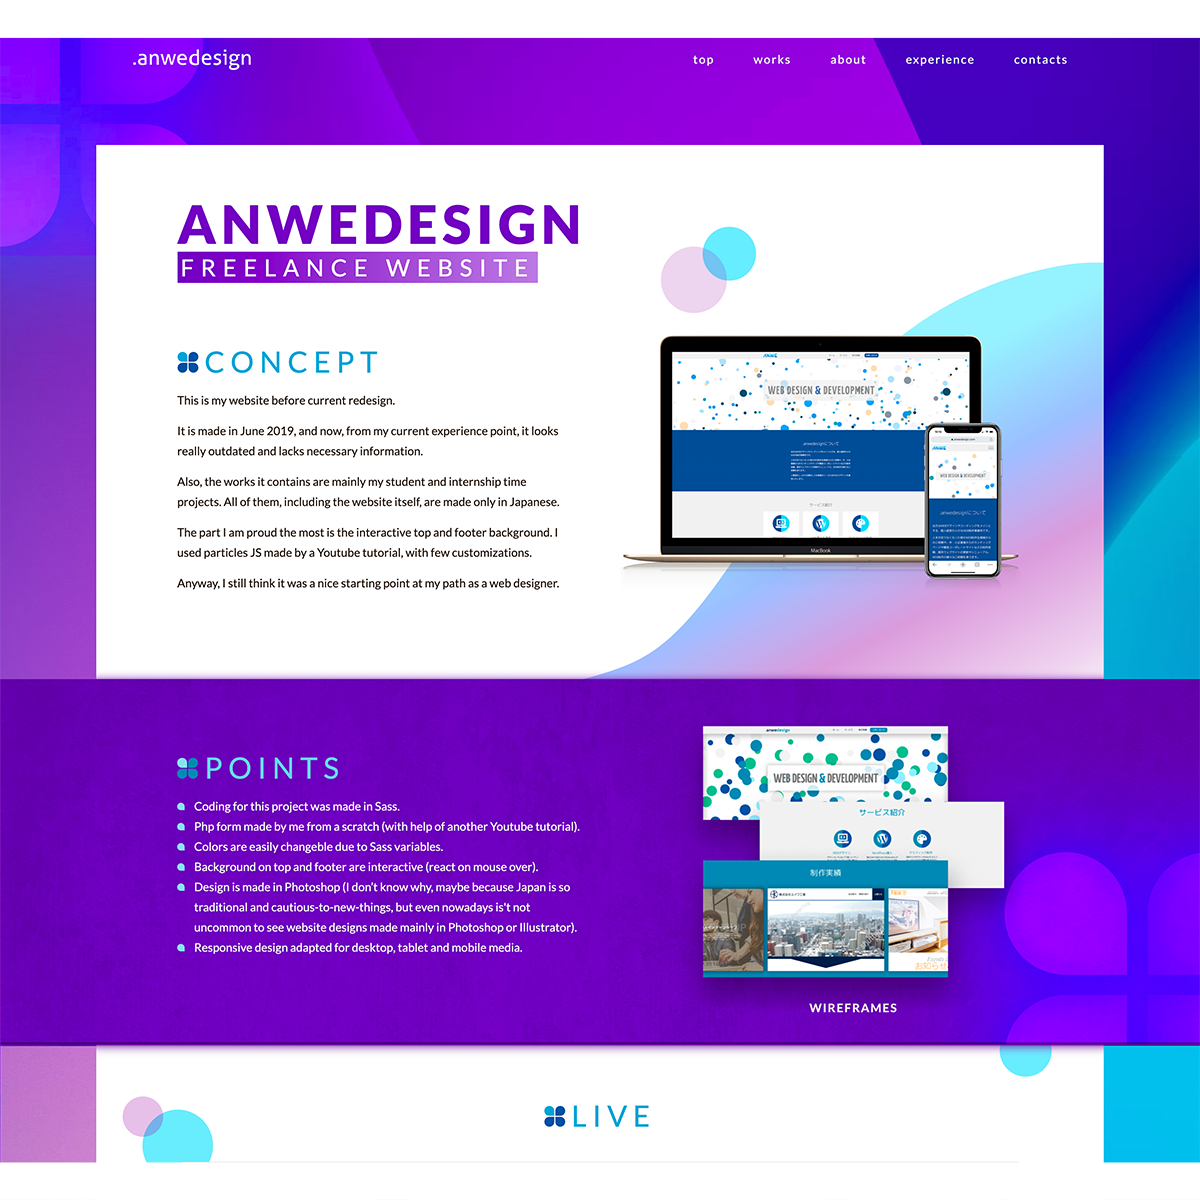 .anwedesign
top works about experience contacts
ANWEDESIGN
FREELANCE WEBSITE
CONCEPT
This is my website before current redesign.
It is made in June 2019, and now, from my current experience point, it looks
really outdated and lacks necessary information.
Also, the works it contains are mainly my student and internship time
projects. All of them, including the website itself, are made only in Japanese.
The part I am proud the most is the interactive top and footer background. I
used particles JS made by a Youtube tutorial, with few customizations.
Anyway, I still think it was a nice starting point at my path as a web designer.
WEB DESIGN & DEVELOPMENT
anwedesignについて
サービス紹介
MacBook
WEB DESIGN & DEVELOPMENT
anwedesignについて
POINTS
Coding for this project was made in Sass.
Php form made by me from a scratch (with help of another Youtube tutorial).
Colors are easily changeble due to Sass variables.
Background on top and footer are interactive (react on mouse over).
Design is made in Photoshop (I don't know why, maybe because Japan is so
traditional and cautious-to-new-things, but even nowadays is't not
uncommon to see website designs made mainly in Photoshop or Illustrator).
Responsive design adapted for desktop, tablet and mobile media.
anwedesign
WEB DESIGN & DEVELOPMENT
サービス紹介
制作実績
お知らせ
WIREFRAMES
LIVE